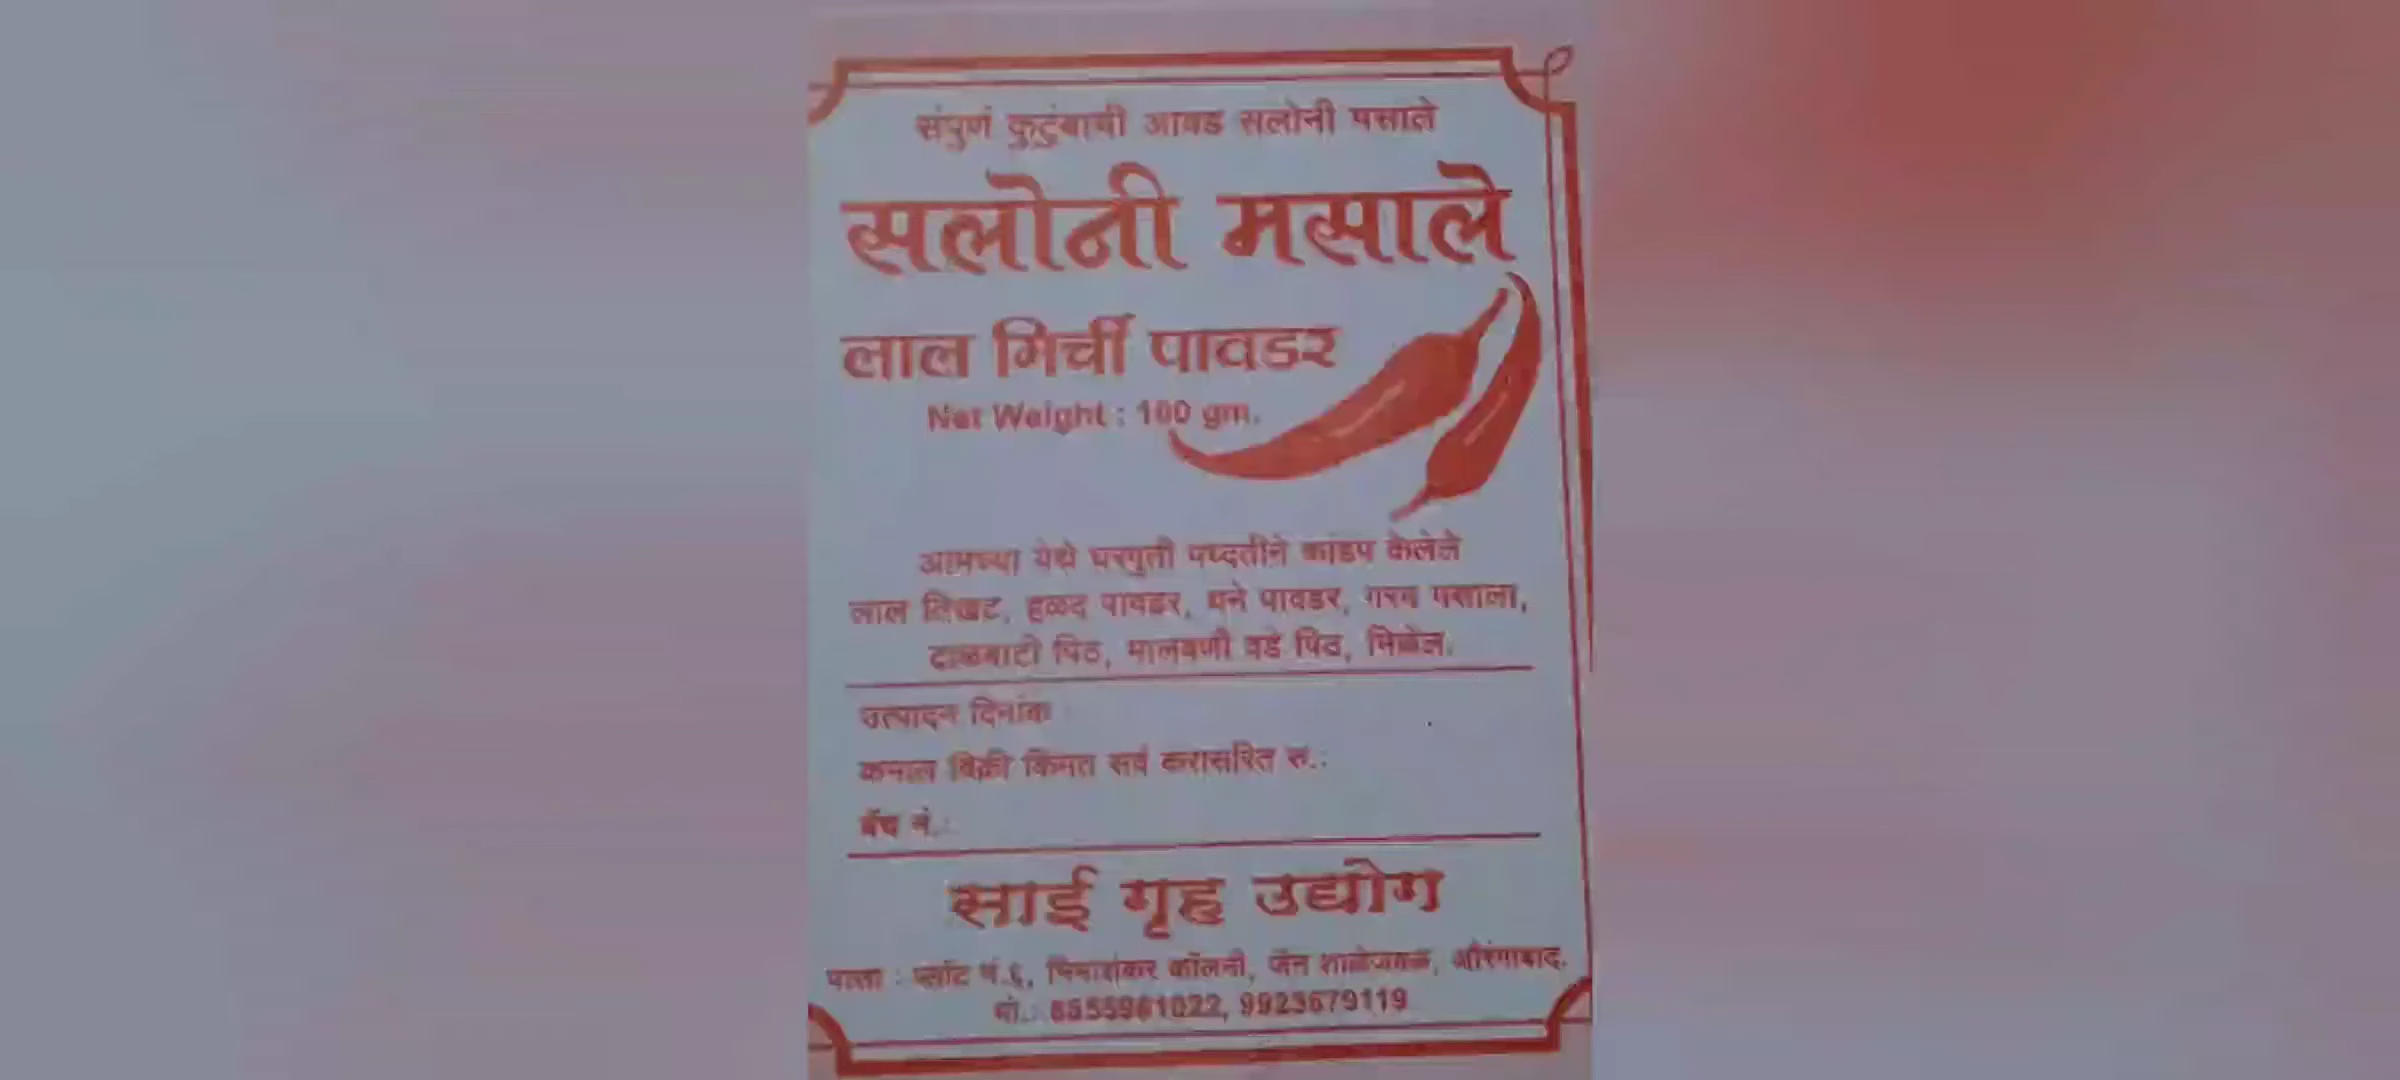 संपुर्ण कुटुंबाची आवड सलोनी मसाले
सलोनी मसाले
लाल मिर्ची पावडर
Net Weight : 100 gm.
आमच्या येथे घरगुती पध्दतीने कांडप केलेले
लाल तिखट, हळद पावडर, धने पावडर, गरम मसाला,
दाळबाटी पिठ, मालवणी वडे पिठ, मिळेल.
उत्पादन दिनांक
कमाल विक्री किंमत सर्व करासहित रु.:
बॅच नं.:
साई गृह उद्योग
पत्ता : प्लॉट नं.६, भिमाशंकर कॉलनी, जैन शाळेजवळ, औरंगाबाद.
मो.: 9923679119